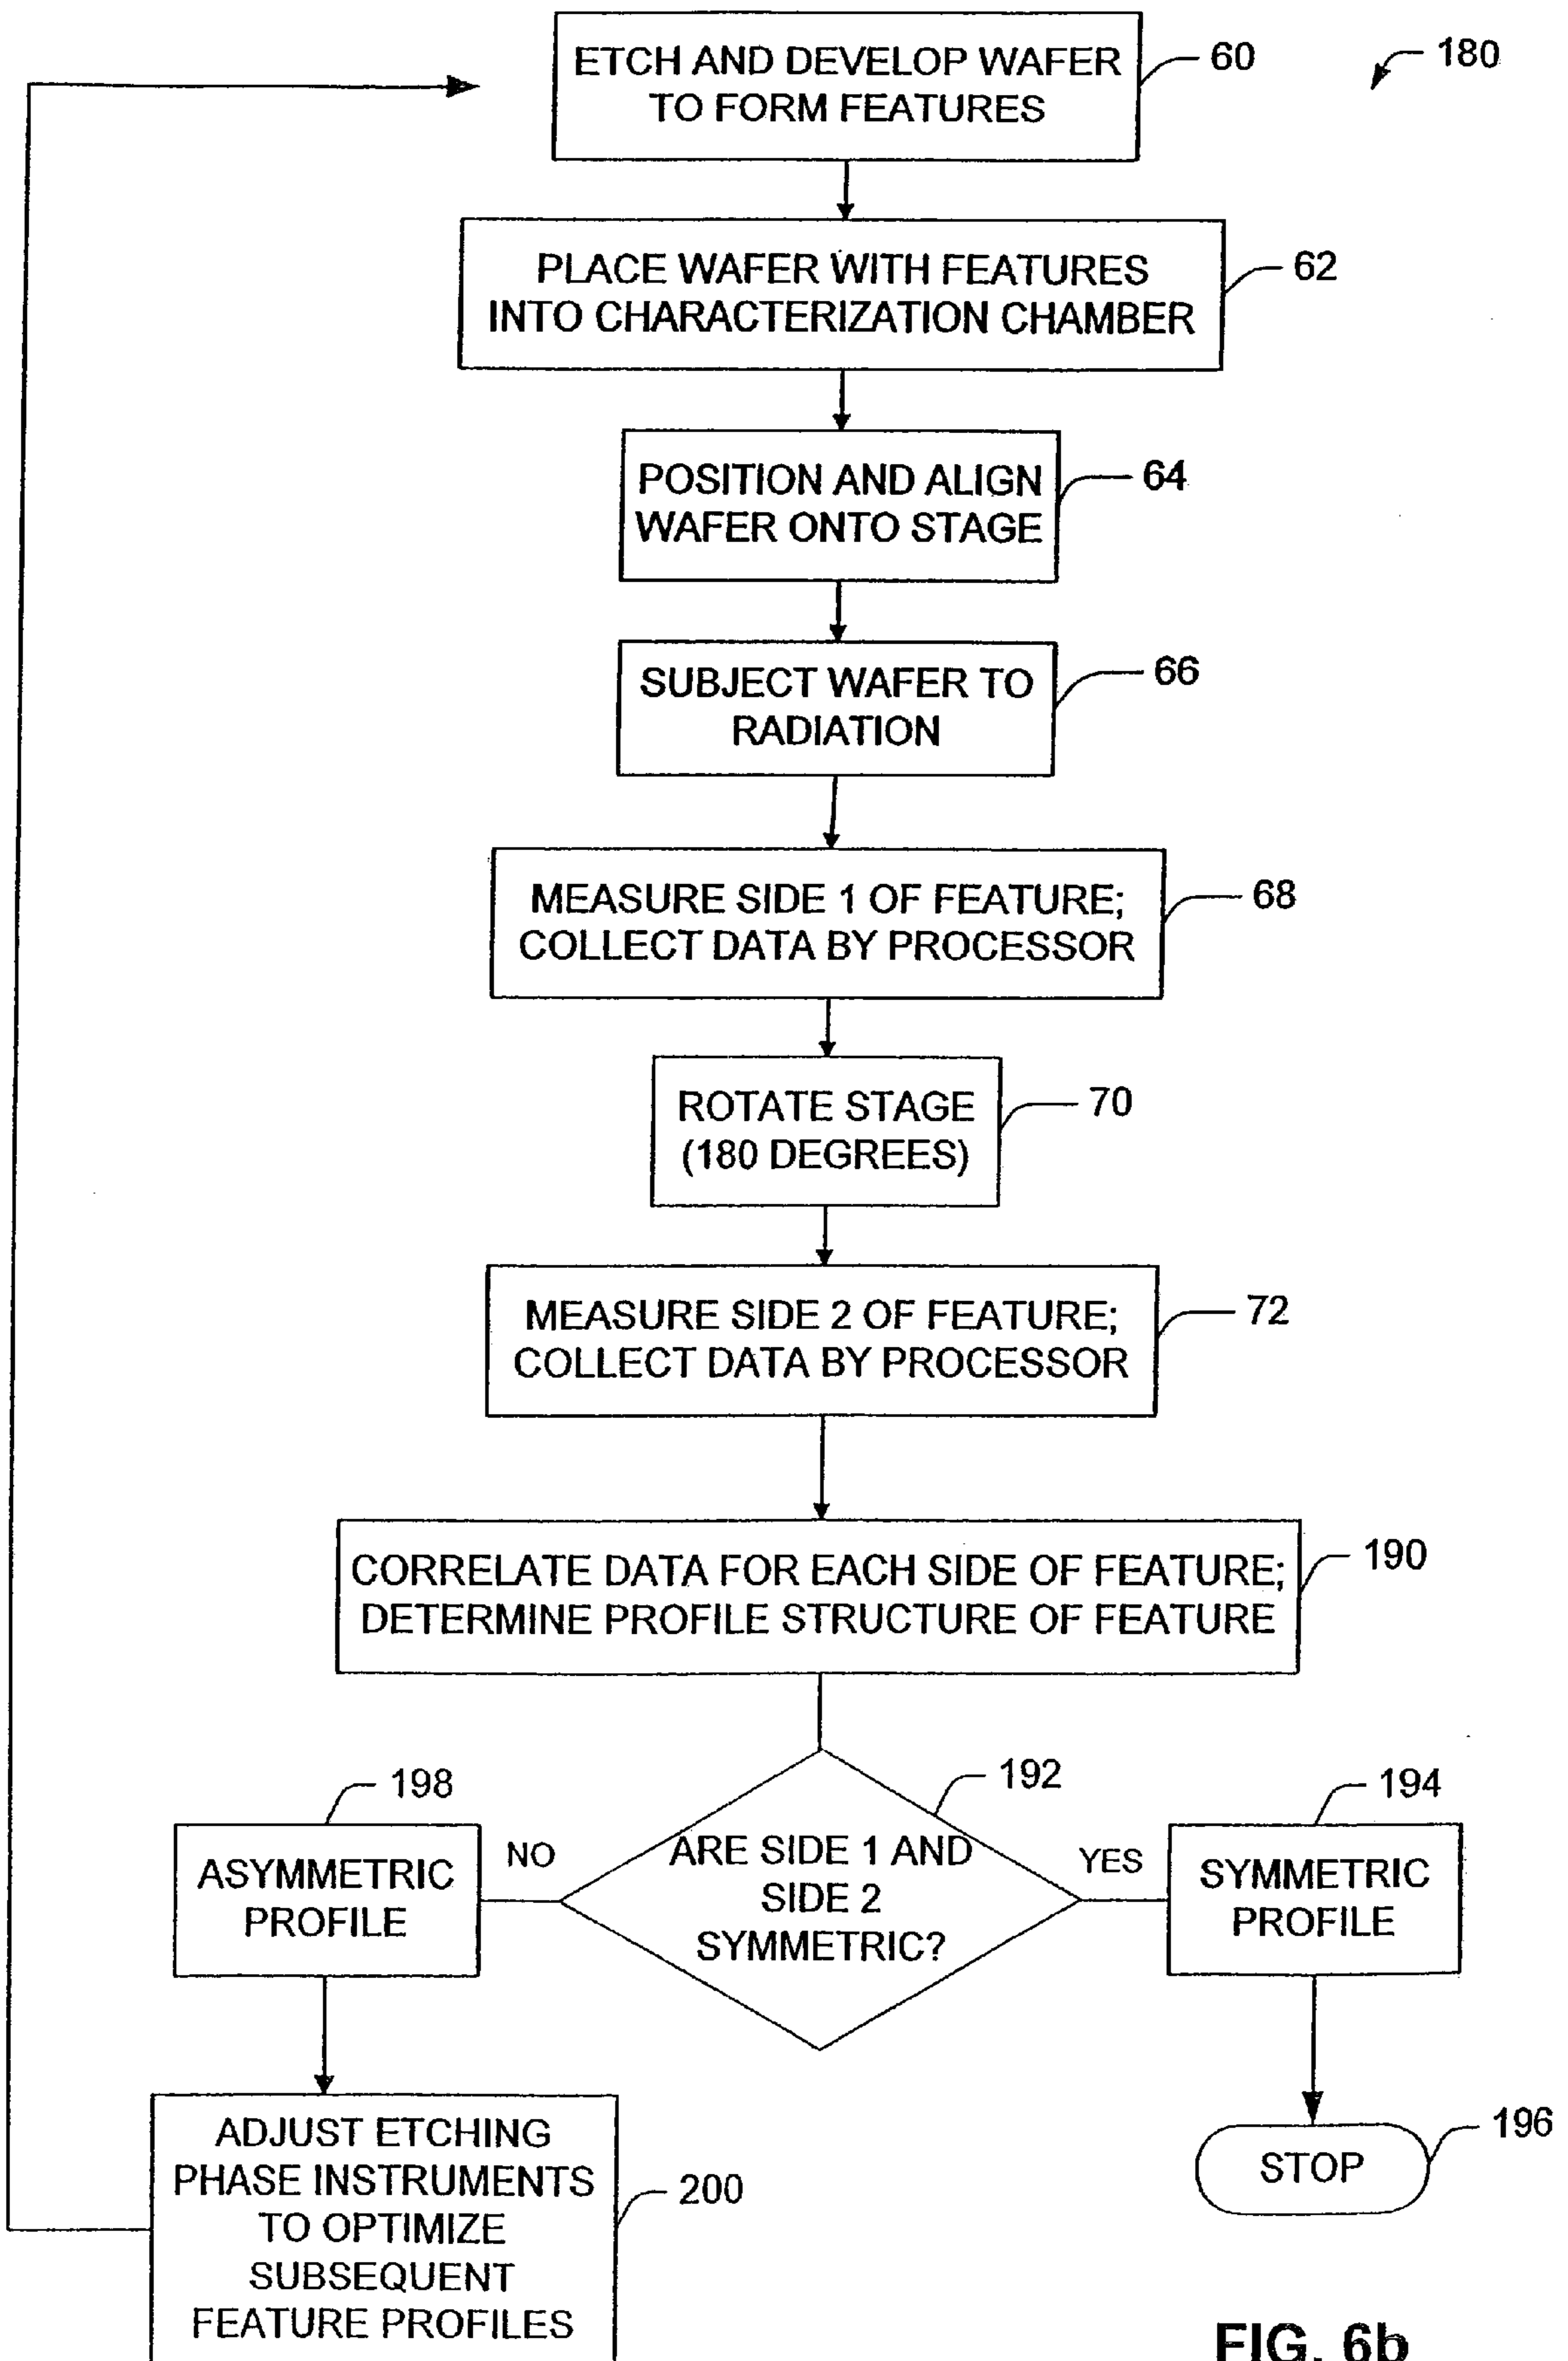 ETCH AND DEVELOP WAFER
TO FORM FEATURES
60
180
PLACE WAFER WITH FEATURES
INTO CHARACTERIZATION CHAMBER
62
POSITION AND ALIGN
WAFER ONTO STAGE
64
SUBJECT WAFER TO
RADIATION
66
MEASURE SIDE 1 OF FEATURE;
COLLECT DATA BY PROCESSOR
68
ROTATE STAGE
(180 DEGREES)
70
MEASURE SIDE 2 OF FEATURE;
COLLECT DATA BY PROCESSOR
72
CORRELATE DATA FOR EACH SIDE OF FEATURE;
DETERMINE PROFILE STRUCTURE OF FEATURE
190
198
192
194
ASYMMETRIC
PROFILE
NO
ARE SIDE 1 AND
SIDE 2
SYMMETRIC?
YES
SYMMETRIC
PROFILE
ADJUST ETCHING
PHASE INSTRUMENTS
TO OPTIMIZE
SUBSEQUENT
FEATURE PROFILES
200
STOP
196
FIG. 6b